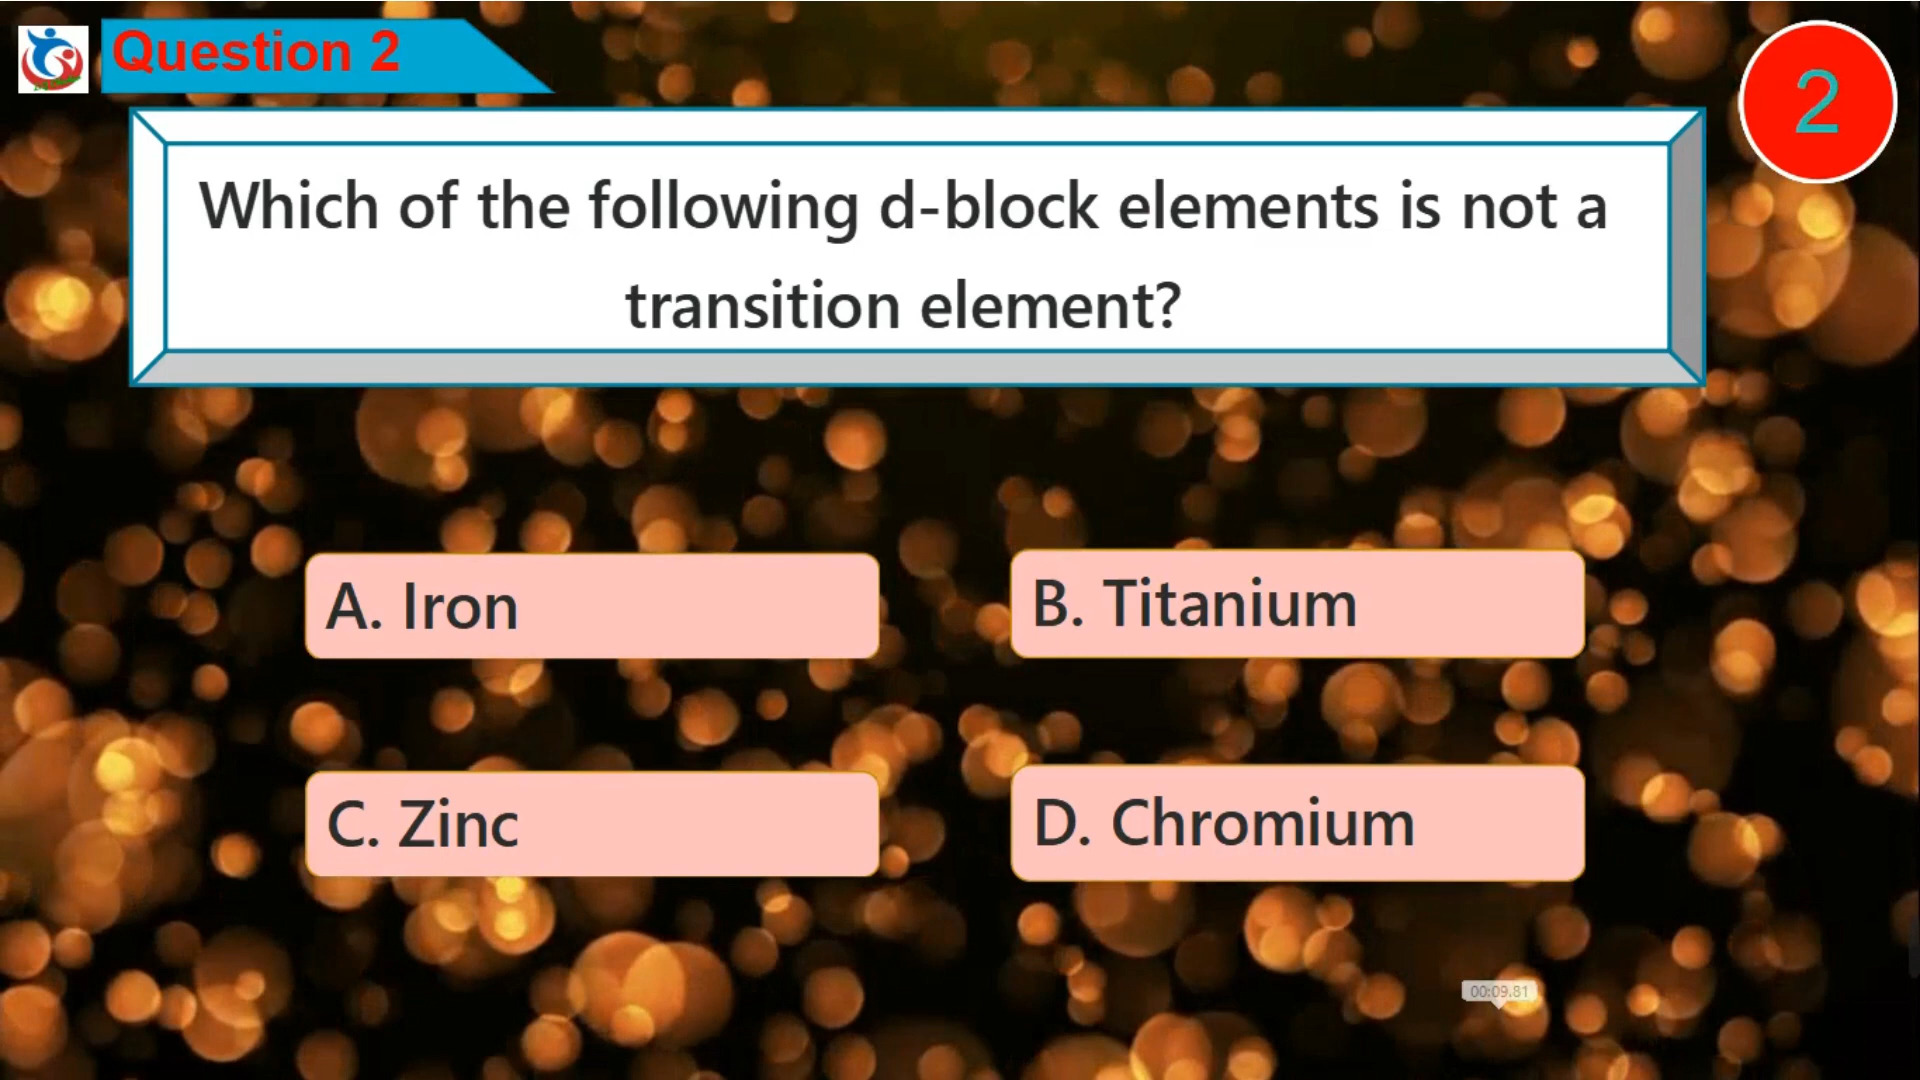 Question 2
2
Which of the following d-block elements is not a
transition element?
A. Iron
B. Titanium
C. Zinc
D. Chromium
00:09.81